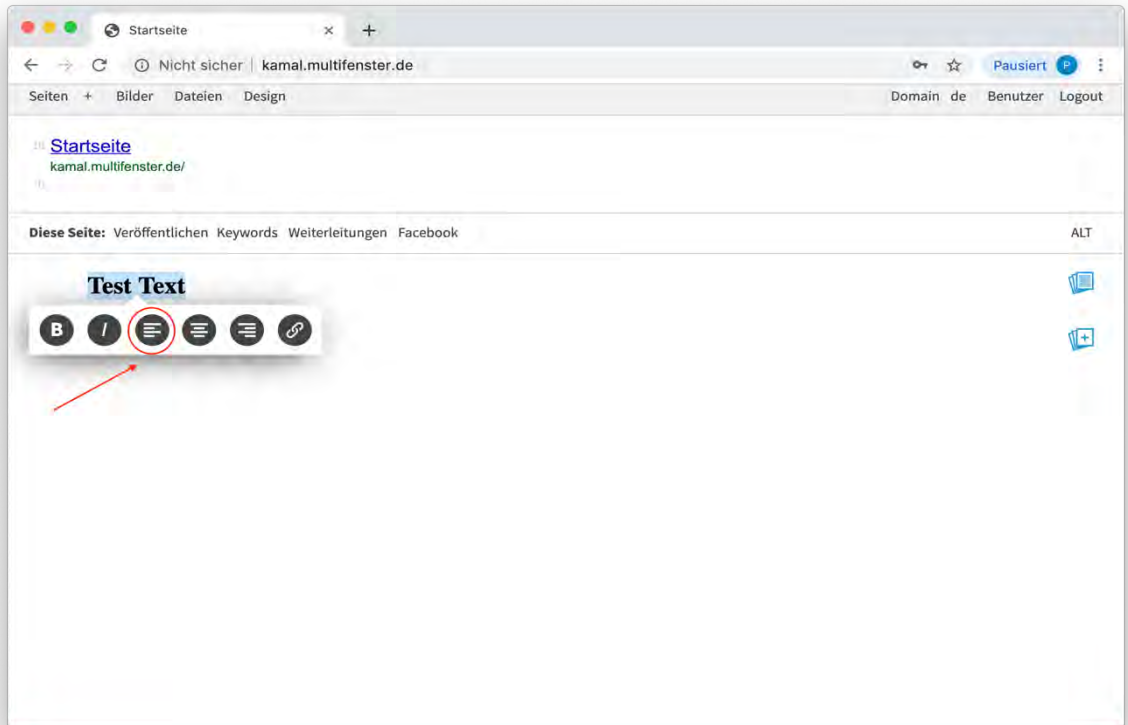 Startseite
Nicht sicher | kamal.multifenster.de
Pausiert P
Seiten + Bilder Dateien Design
Domain de Benutzer Logout
Startseite
kamal.multifenster.de/
Diese Seite: Veröffentlichen Keywords Weiterleitungen Facebook
ALT
Test Text
B I